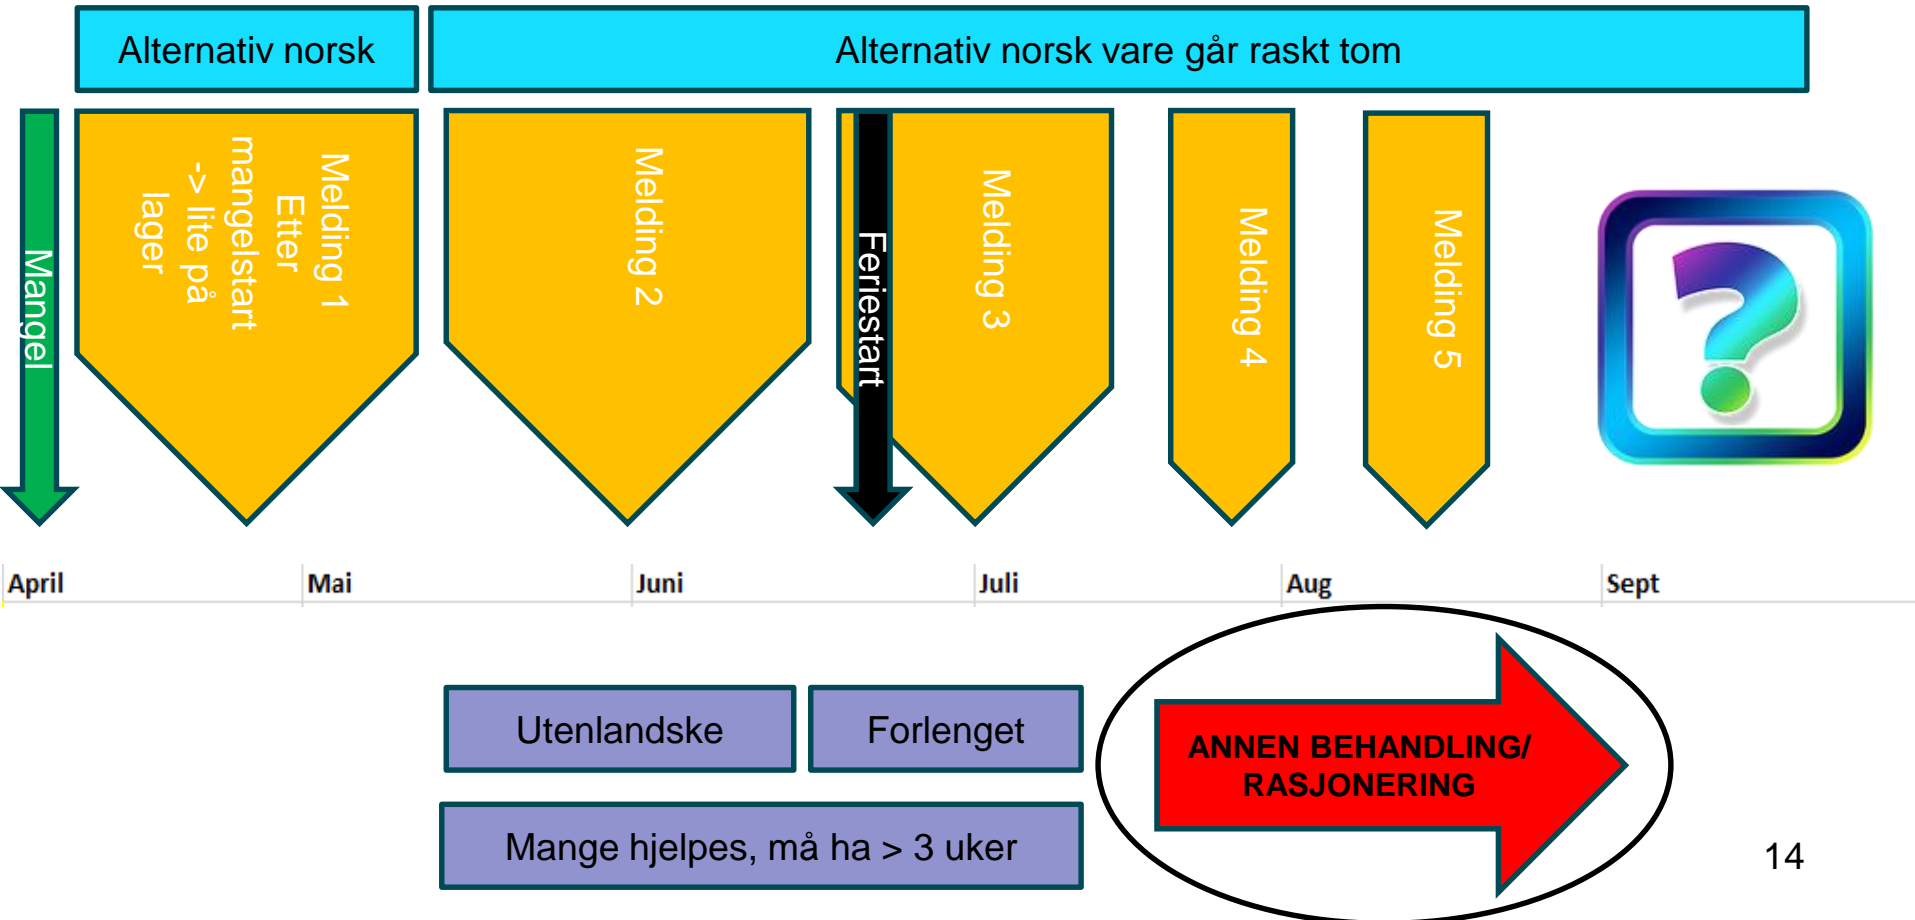 Alternativ norsk
Alternativ norsk vare går raskt tom
Mangel
Melding 1
Etter
mangelstart
-> lite på
lager
Melding 2
Feriestart
Melding 3
Melding 4
Melding 5
?
April
Mai
Juni
Juli
Aug
Sept
Utenlandske
Forlenget
ANNEN BEHANDLING/
RASJONERING
Mange hjelpes, må ha > 3 uker
14